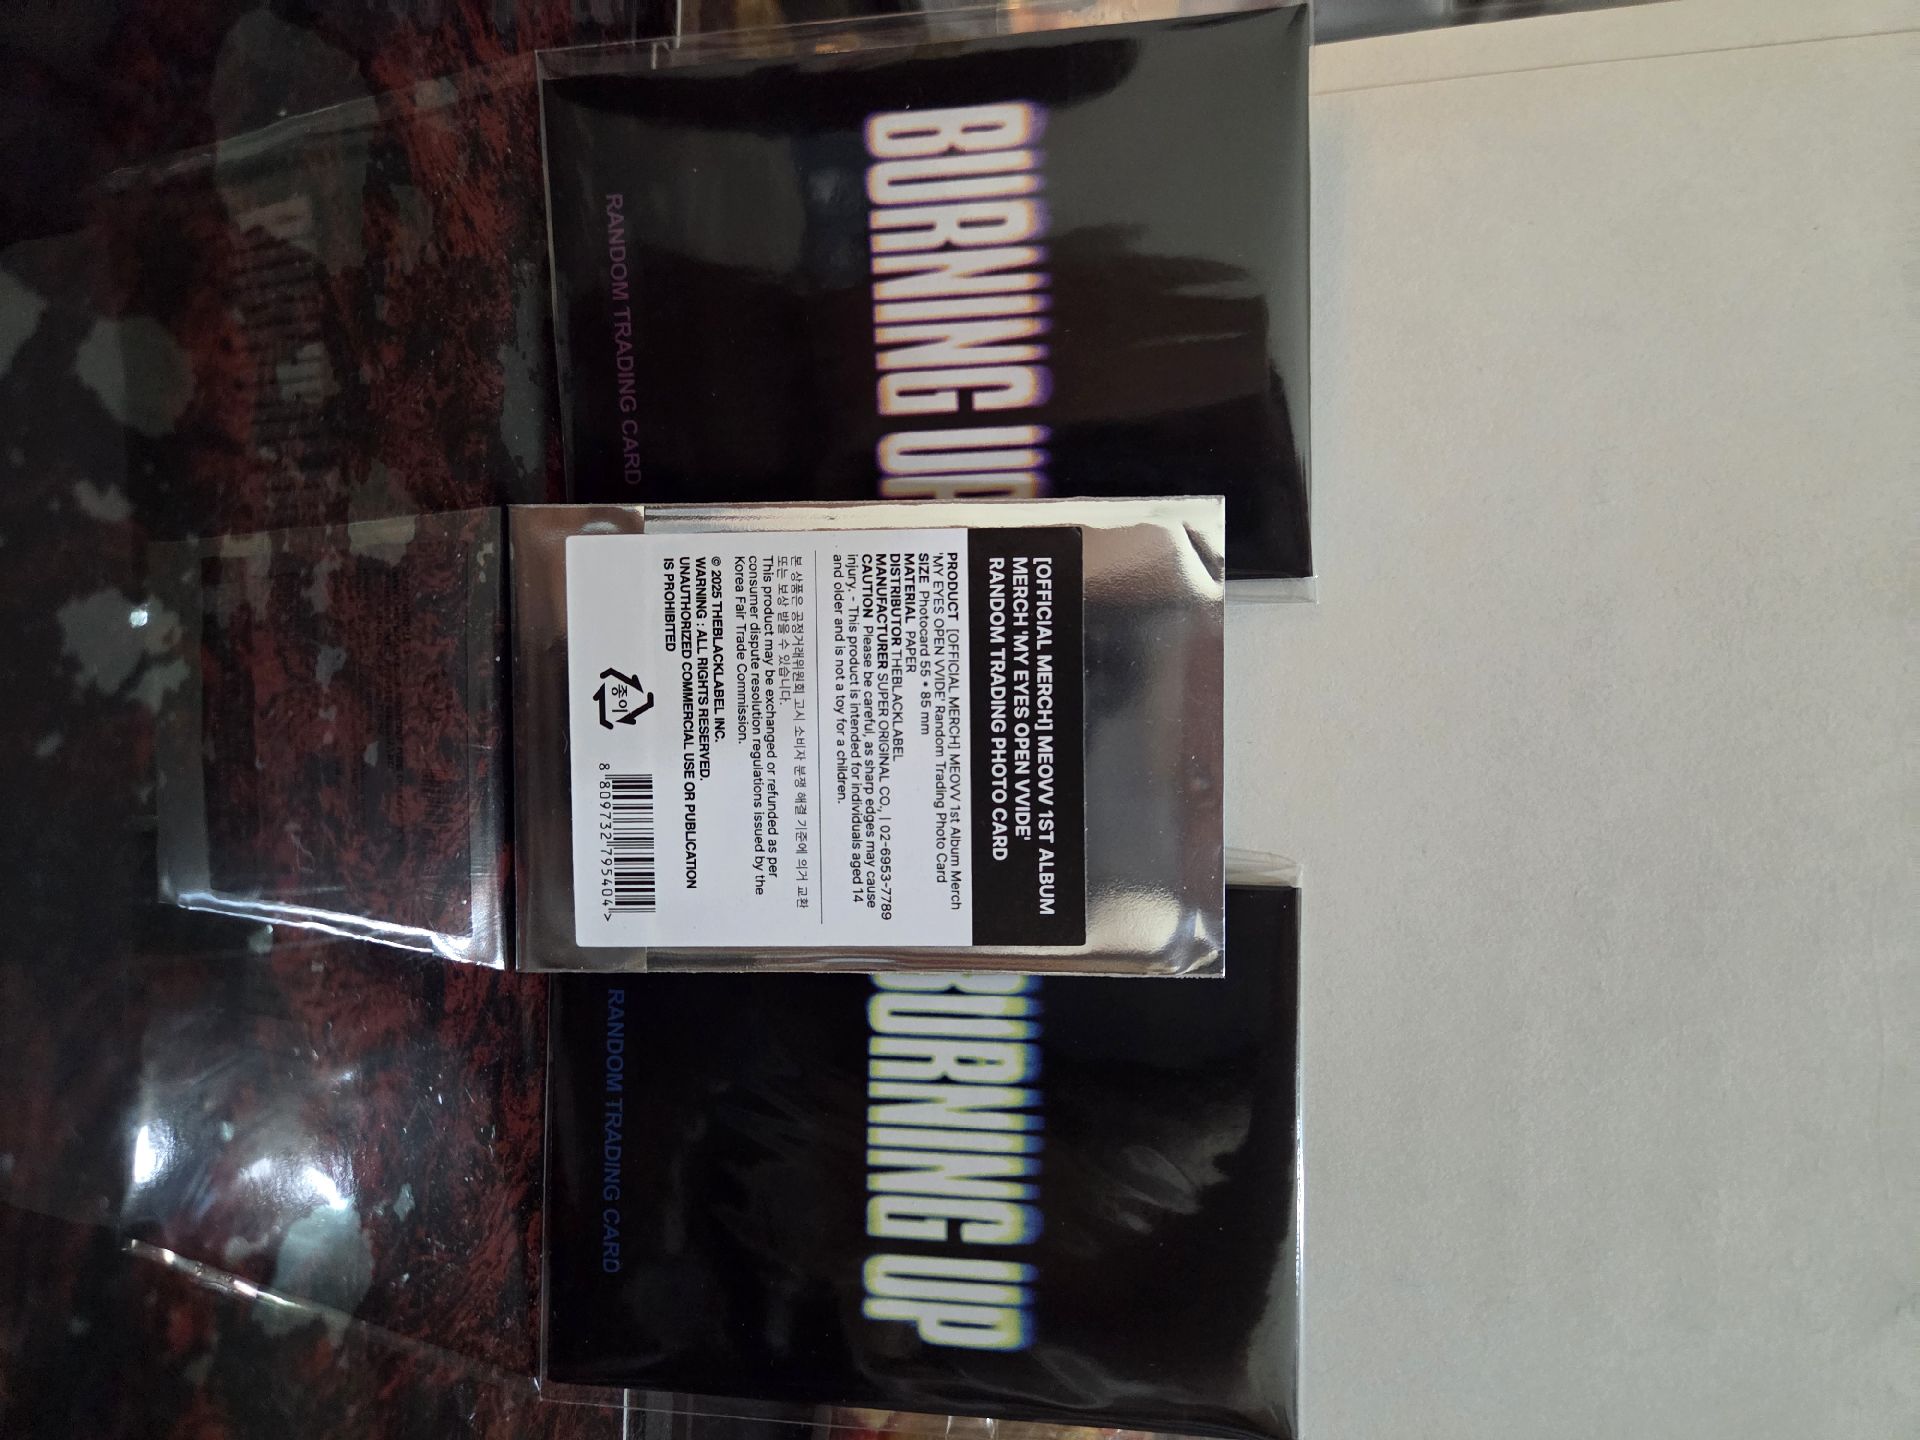 BURNING UP
RANDOM TRADING CARD
[OFFICIAL MERCH] MEOVV 1ST ALBUM
MERCH 'MY EYES OPEN VVIDE'
RANDOM TRADING PHOTO CARD
PRODUCT [OFFICIAL MERCH] MEOVV 1st Album Merch
'MY EYES OPEN VVIDE' Random Trading Photo Card
SIZE Photocard 55 * 85 mm
MATERIAL PAPER
DISTRIBUTOR THEBLACKLABEL
MANUFACTURER SUPER ORIGINAL CO., | 02-6953-7789
CAUTION Please be careful, as sharp edges may cause
injury. - This product is intended for individuals aged 14
and older and is not a toy for a children.
본 상품은 공정거래위원회 고시 소비자 분쟁 해결 기준에 의거 교환
또는 보상 받을 수 있습니다.
This product may be exchanged or refunded as per
consumer dispute resolution regulations issued by the
Korea Fair Trade Commission.
© 2025 THEBLACKLABEL INC.
WARNING : ALL RIGHTS RESERVED.
UNAUTHORIZED COMMERCIAL USE OR PUBLICATION
IS PROHIBITED
종이
8 809732 795404 >
BURNING UP
RANDOM TRADING CARD